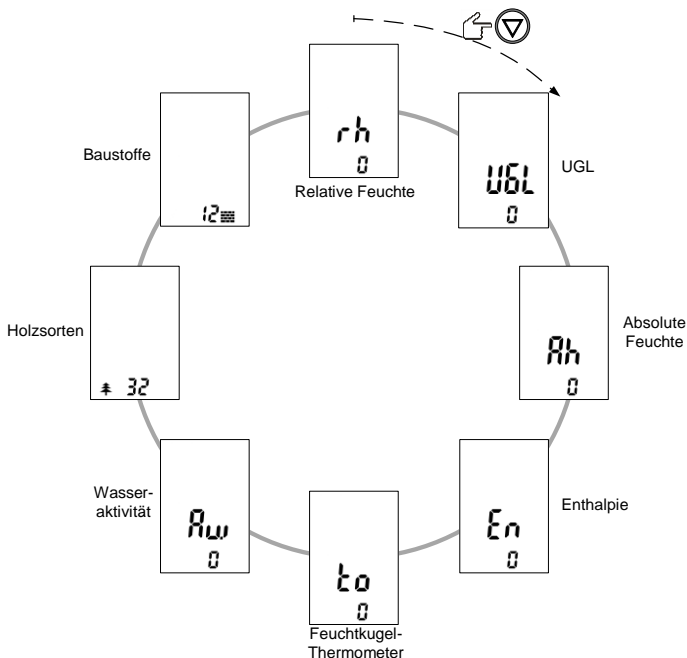 rh
0
Relative Feuchte
UGL
0
UGL
Ah
0
Absolute
Feuchte
En
0
Enthalpie
to
0
Feuchtkugel-
Thermometer
Aw
0
Wasser-
aktivität
32
Holzsorten
12
Baustoffe